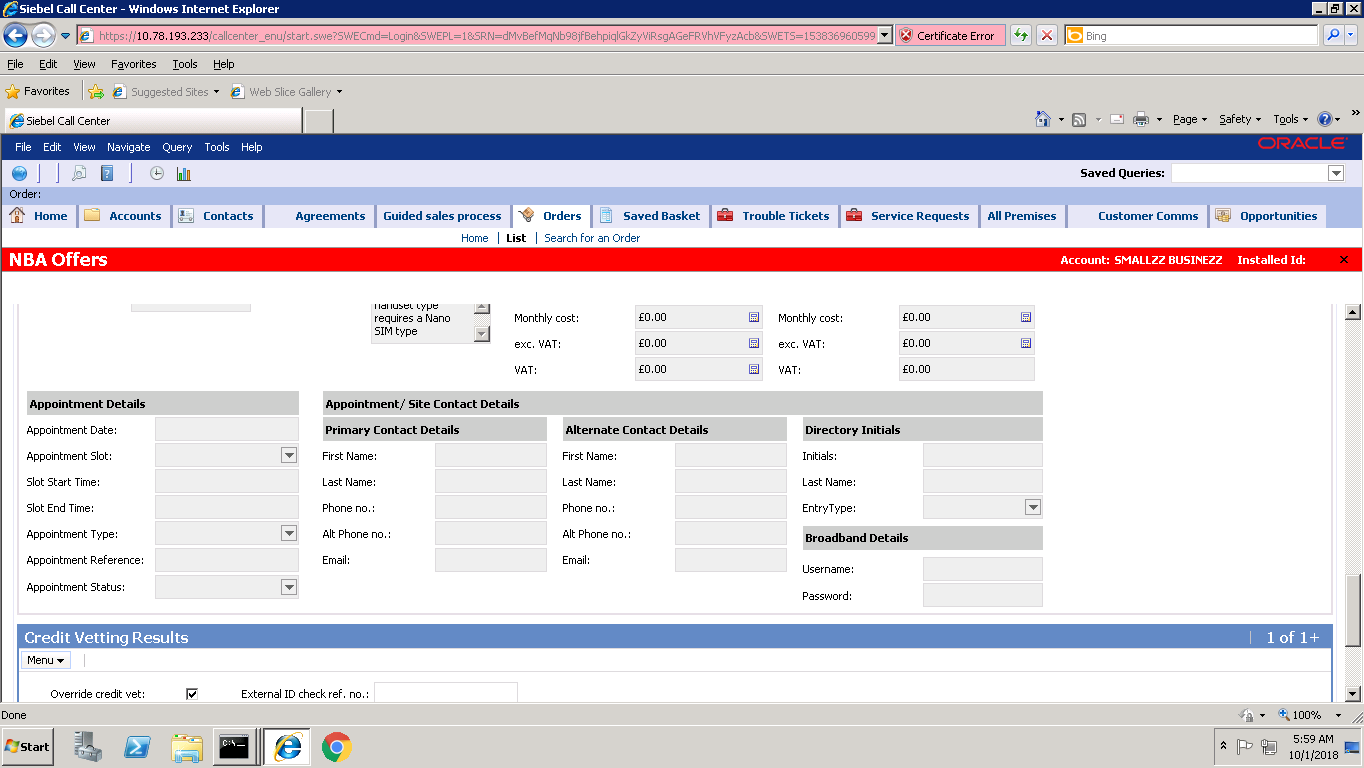 Siebel Call Center - Windows Internet Explorer
https://10.78.193.233/callcenter_enu/start.swe?SWECmd=Login&SWEPL=1&SRN=dMvBefMqNb98jfBehpiqlGkZyViRsgAGeFRVhVFyzAcb&SWETS=153836960599 Certificate Error Bing
File Edit View Favorites Tools Help
Favorites Suggested Sites Web Slice Gallery
Siebel Call Center Page Safety Tools
File Edit View Navigate Query Tools Help ORACLE
Saved Queries:
Order:
Home Accounts Contacts Agreements Guided sales process Orders Saved Basket Trouble Tickets Service Requests All Premises Customer Comms Opportunities
Home List Search for an Order
NBA Offers Account: SMALLZZ BUSINEZZ Installed Id:
handset type
requires a Nano
SIM type
Monthly cost: £0.00 Monthly cost: £0.00
exc. VAT: £0.00 exc. VAT: £0.00
VAT: £0.00 VAT: £0.00
Appointment Details Appointment/ Site Contact Details
Appointment Date: Primary Contact Details Alternate Contact Details Directory Initials
Appointment Slot: First Name: First Name: Initials:
Slot Start Time: Last Name: Last Name: Last Name:
Slot End Time: Phone no.: Phone no.: EntryType:
Appointment Type: Alt Phone no.: Alt Phone no.: Broadband Details
Appointment Reference: Email: Email: Username:
Appointment Status: Password:
Credit Vetting Results 1 of 1+
Menu
Override credit vet: External ID check ref. no.:
Done 100%
Start C:\. 5:59 AM
10/1/2018